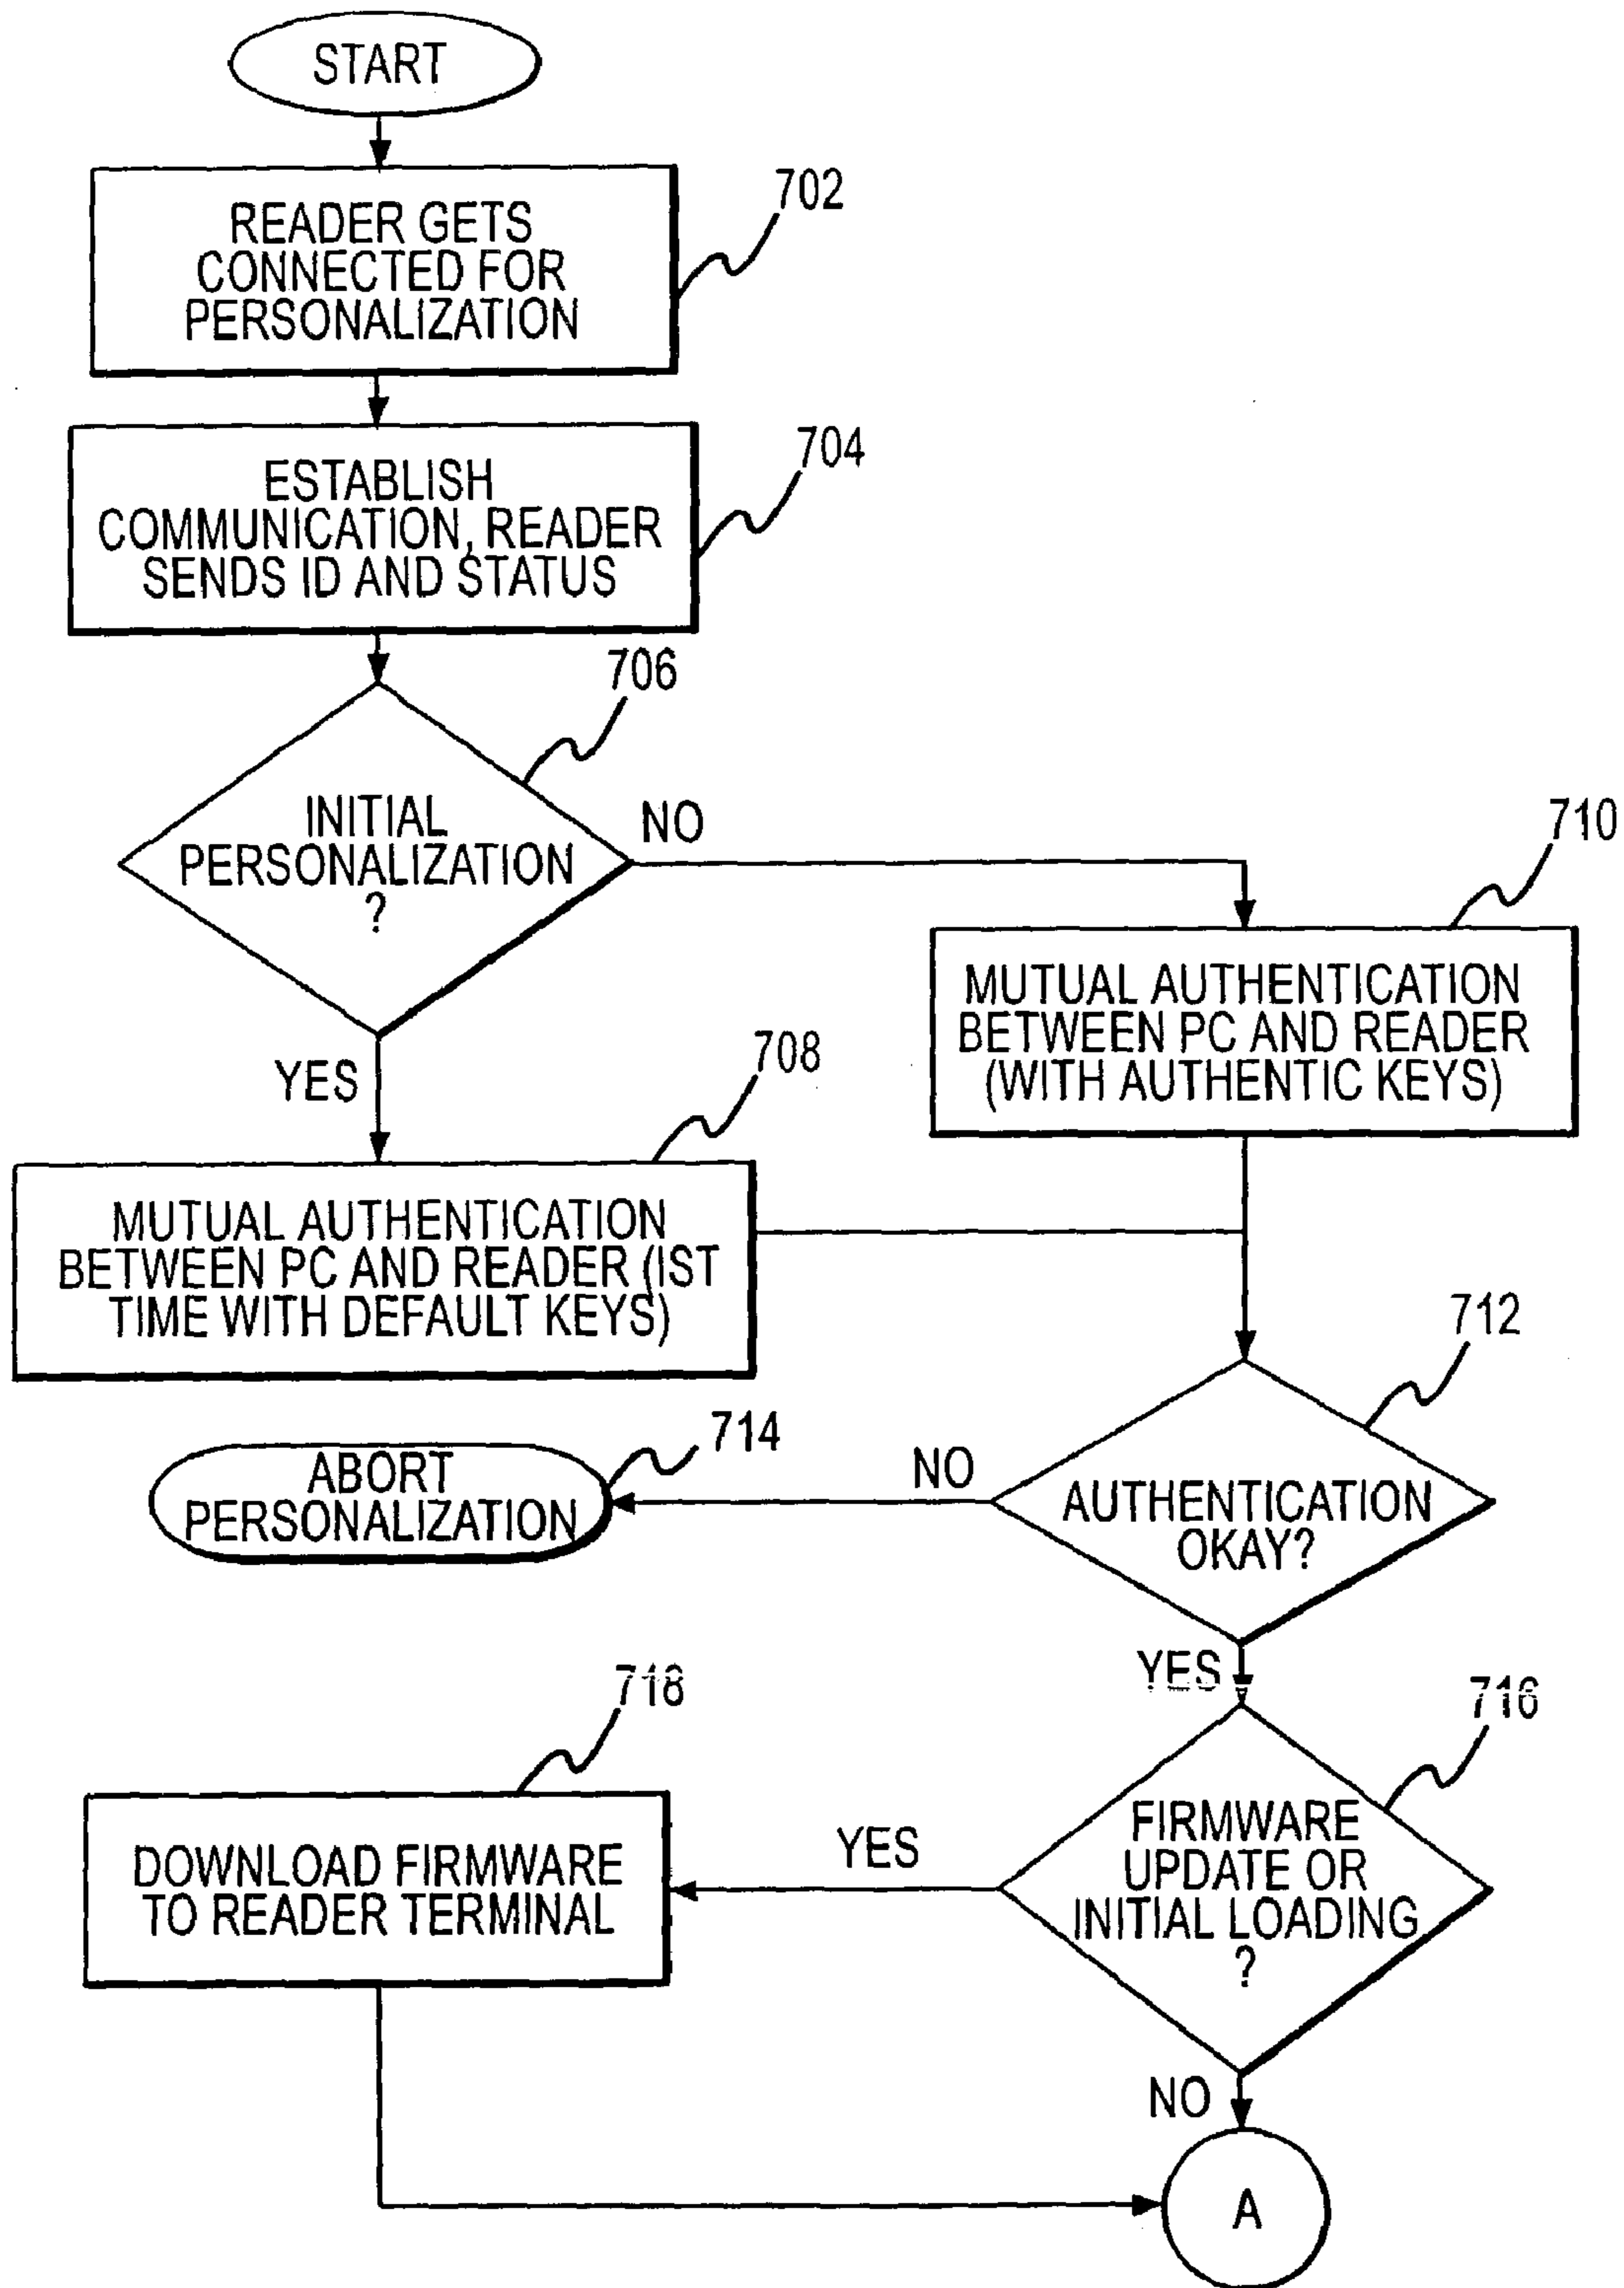 START
702
READER GETS
CONNECTED FOR
PERSONALIZATION
704
ESTABLISH
COMMUNICATION, READER
SENDS ID AND STATUS
706
INITIAL
PERSONALIZATION
?
NO
710
MUTUAL AUTHENTICATION
BETWEEN PC AND READER
(WITH AUTHENTIC KEYS)
YES
708
MUTUAL AUTHENTICATION
BETWEEN PC AND READER (IST
TIME WITH DEFAULT KEYS)
712
AUTHENTICATION
OKAY?
NO
714
ABORT
PERSONALIZATION
YES
716
FIRMWARE
UPDATE OR
INITIAL LOADING
?
YES
718
DOWNLOAD FIRMWARE
TO READER TERMINAL
NO
A